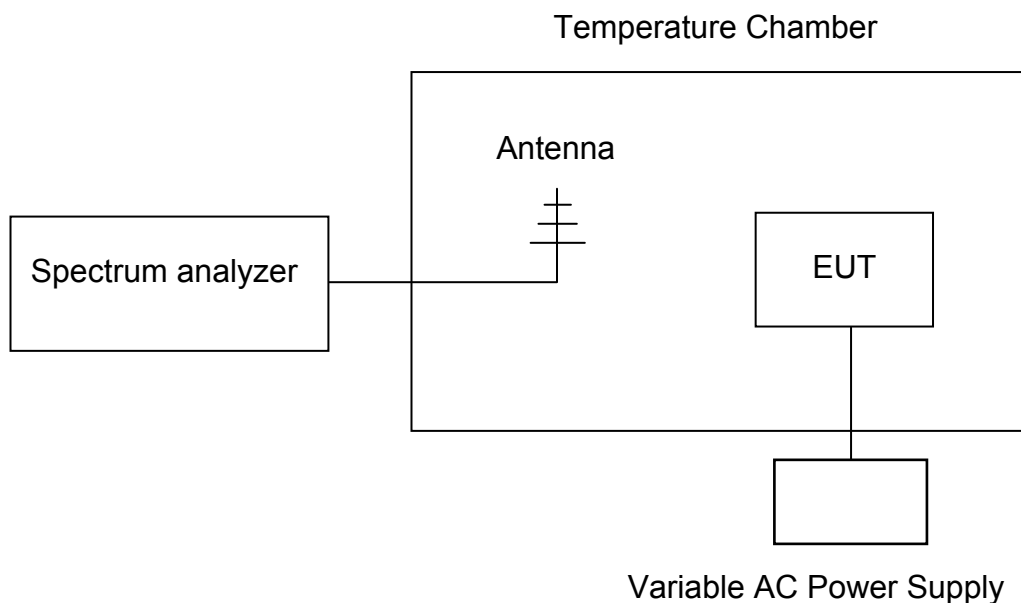 Temperature Chamber
Antenna
Spectrum analyzer
EUT
Variable AC Power Supply